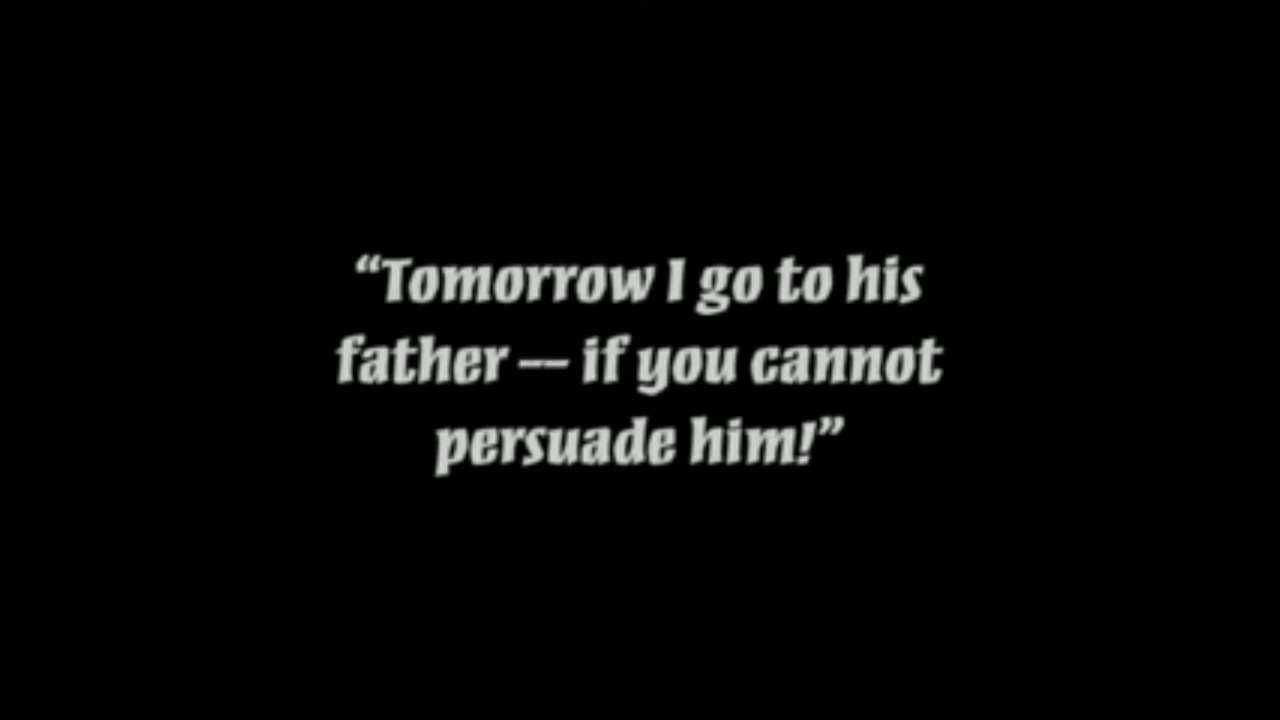 “Tomorrow I go to his
father — if you cannot
persuade him!”